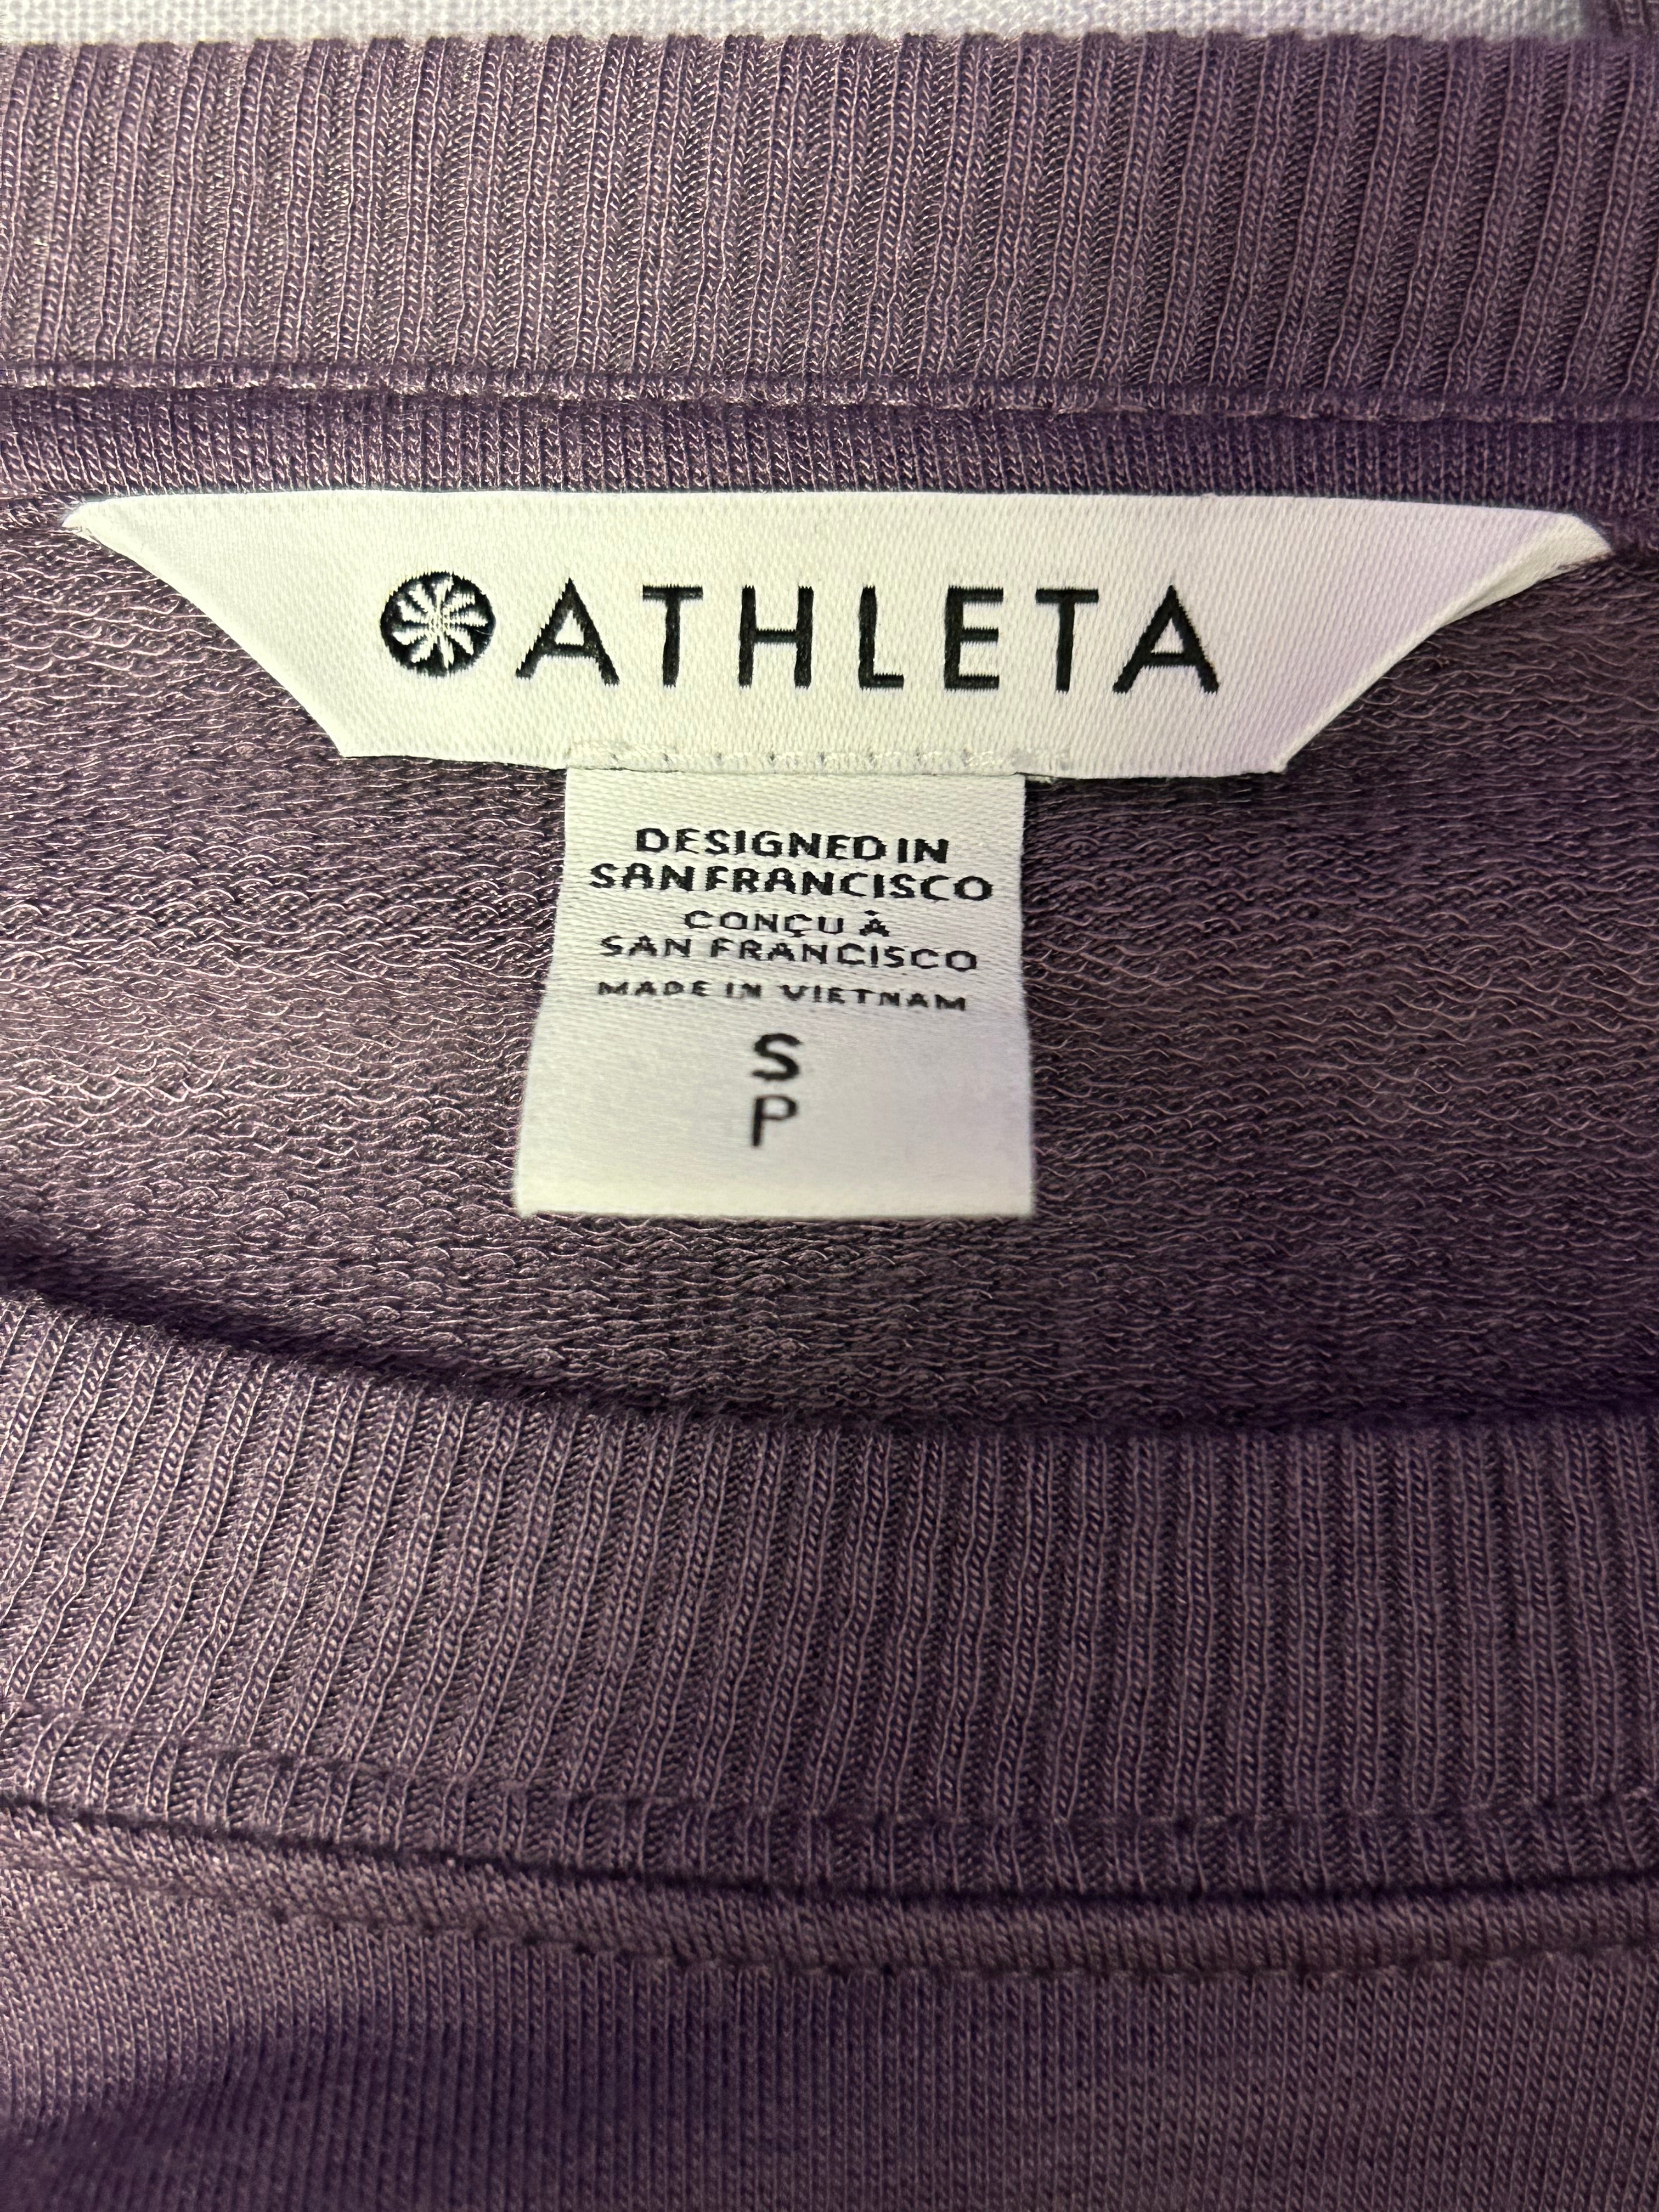 ATHLETA
DESIGNED IN
SAN FRANCISCO
CONÇU À
SAN FRANCISCO
MADE IN VIETNAM
S
P